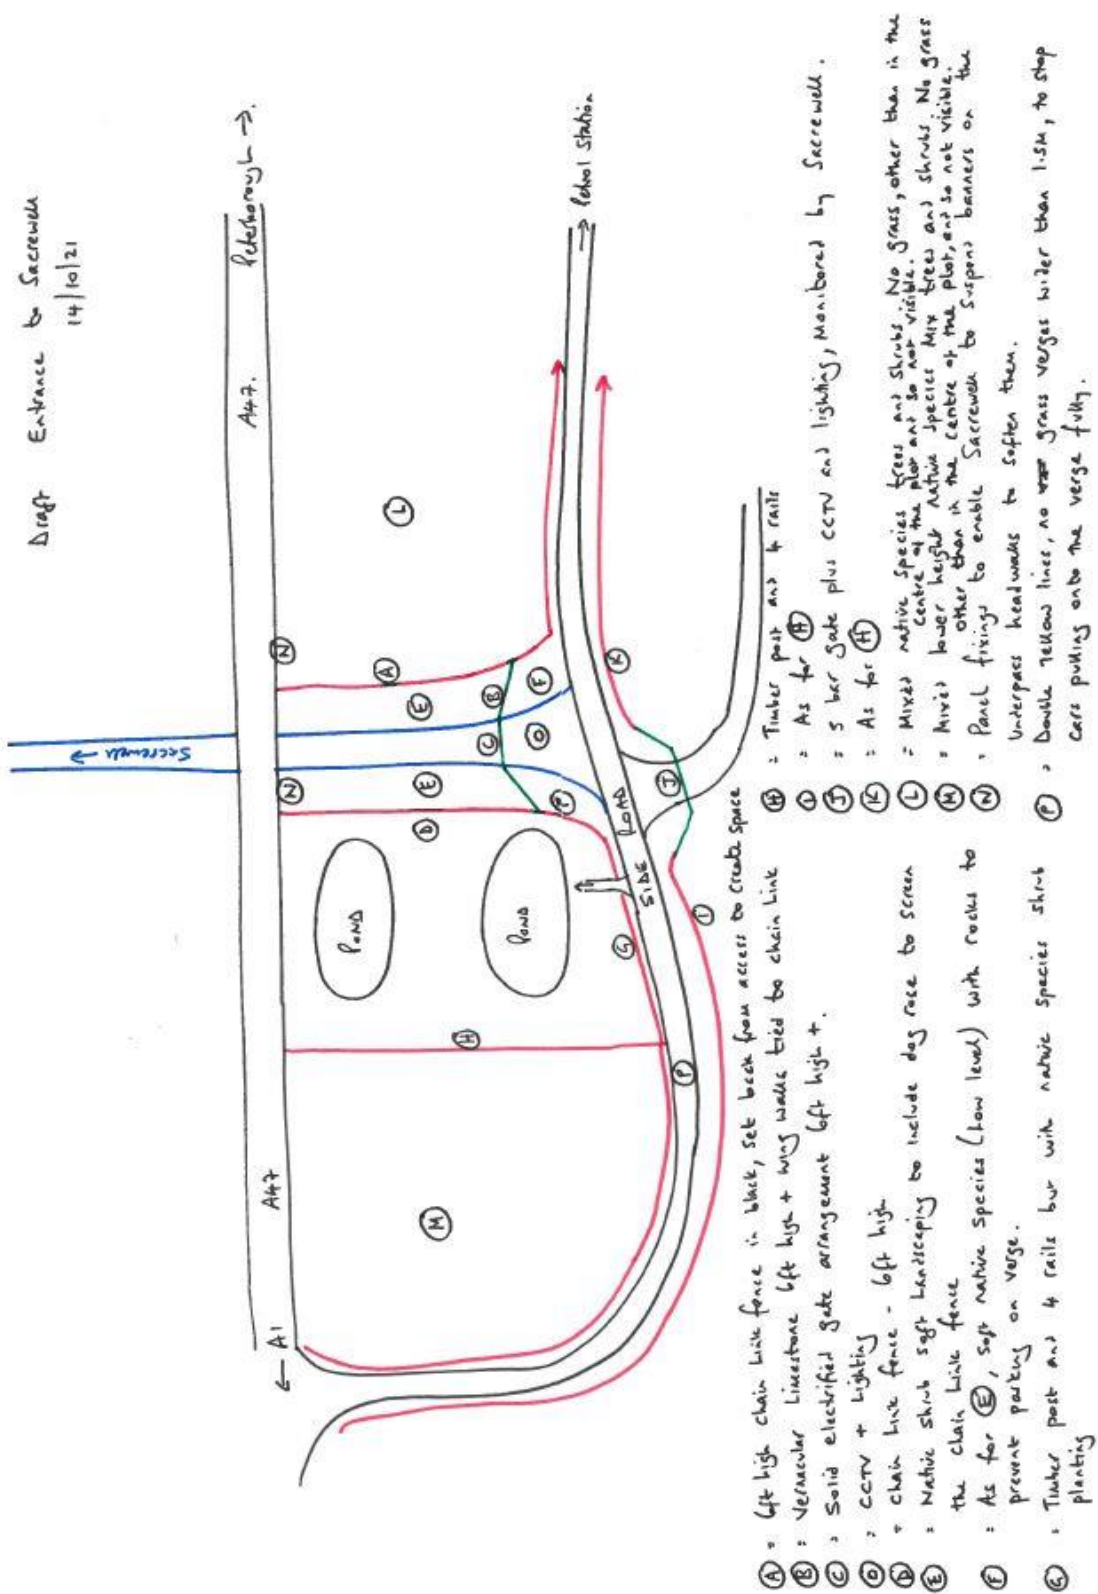 Draft Entrance to Sacrewell
14/10/21
← A1
A47
A47.
Peterborough →.
Sacrewell →
N
N
A
L
D
E
E
B
C
F
O
P
POND
POND
H
G
M
SIDE ROAD
→ Petrol Station
K
J
I
P
A = 6ft high chain link fence in black, set back from access to create space
B = Vernacular Limestone 6ft high + wing walls tied to chain link
C = Solid electrified gate arrangement 6ft high +.
O = CCTV + Lighting
D = chain link fence - 6ft high
E = Native shrub soft Landscaping to include dog rose to screen
the chain link fence
F = As for E, soft native species (low level) with rocks to
prevent parking on verge.
G = Timber post and 4 rails but with native species shrub
planting
H = Timber post and 4 rails
I = As for H
J = 5 bar gate plus CCTV and lighting, monitored by Sacrewell.
K = As for H
L = Mixed native species trees and shrubs. No grass, other than in the
centre of the plot and so not visible.
M = Mixed lower height native species mix trees and shrubs. No grass
other than in the centre of the plot, and so not visible.
N = Panel fixings to enable Sacrewell to suspend banners on the
underpass headwalls to soften them.
P = Double Yellow lines, no grass verges wider than 1.5M, to stop
cars pulling onto the verge fully.